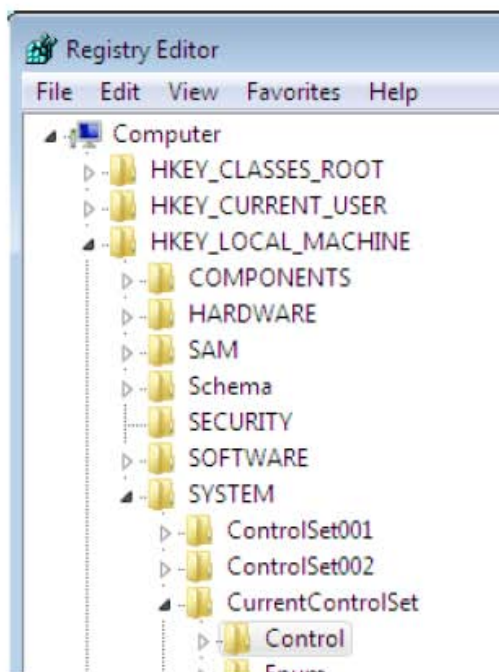 Registry Editor
File Edit View Favorites Help
Computer
HKEY_CLASSES_ROOT
HKEY_CURRENT_USER
HKEY_LOCAL_MACHINE
COMPONENTS
HARDWARE
SAM
Schema
SECURITY
SOFTWARE
SYSTEM
ControlSet001
ControlSet002
CurrentControlSet
Control
Enum